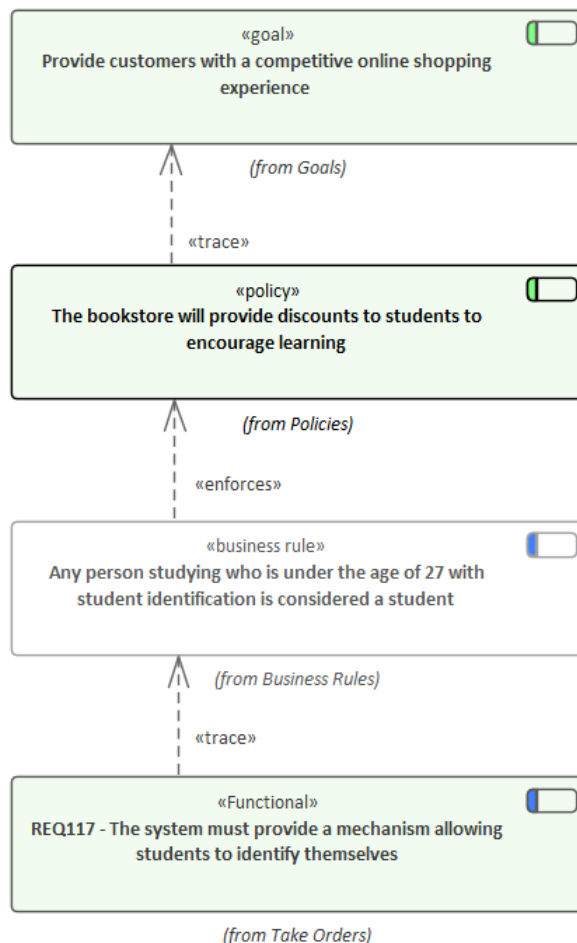 «goal»
Provide customers with a competitive online shopping
experience
(from Goals)
«trace»
«policy»
The bookstore will provide discounts to students to
encourage learning
(from Policies)
«enforces»
«business rule»
Any person studying who is under the age of 27 with
student identification is considered a student
(from Business Rules)
«trace»
«Functional»
REQ117 - The system must provide a mechanism allowing
students to identify themselves
(from Take Orders)